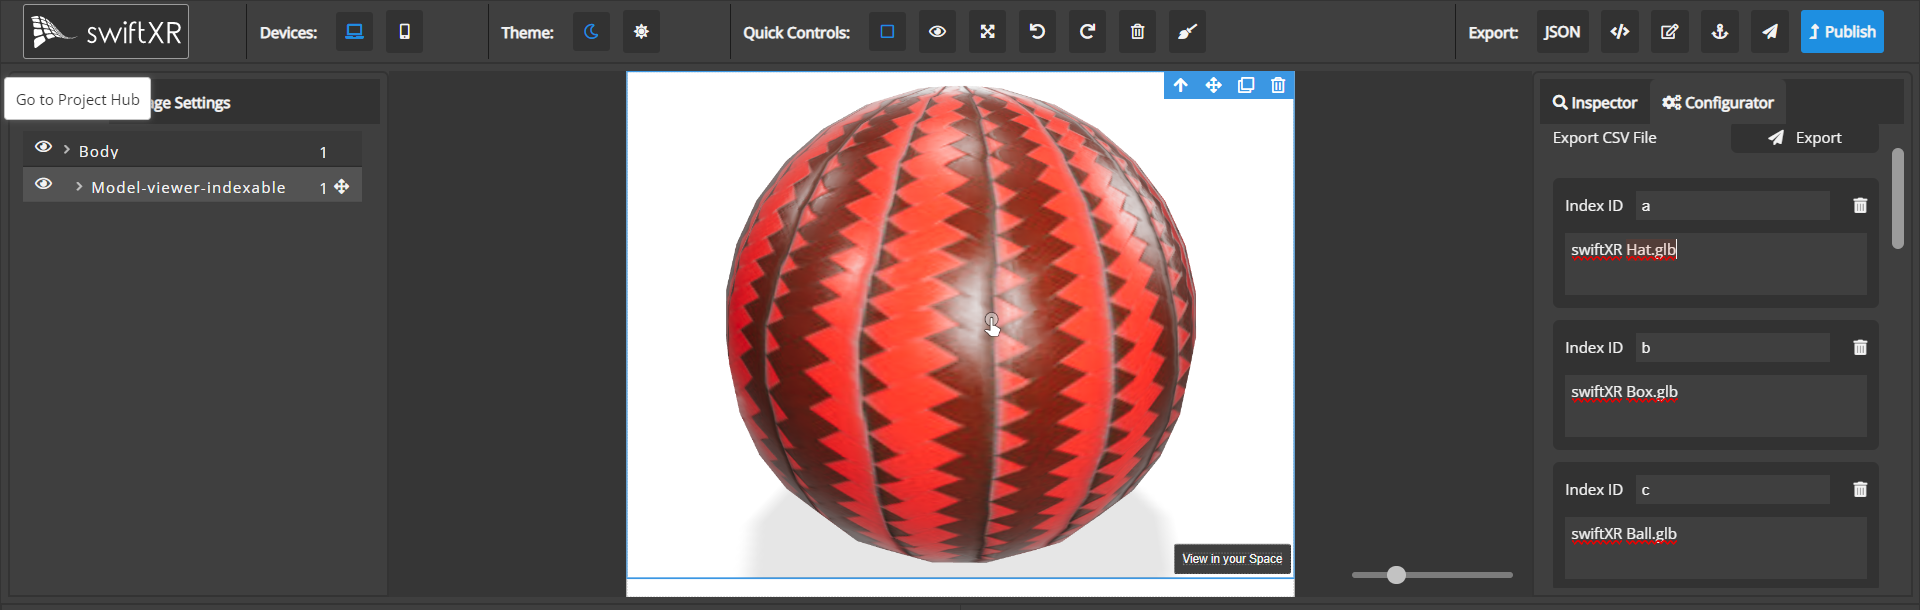 swiftXR
Devices:
Theme:
Quick Controls:
Export:
JSON
Publish
Go to Project Hub
ge Settings
Body 1
Model-viewer-indexable 1
View in your Space
Inspector
Configurator
Export CSV File
Export
Index ID a
swiftXR Hat.glb
Index ID b
swiftXR Box.glb
Index ID c
swiftXR Ball.glb